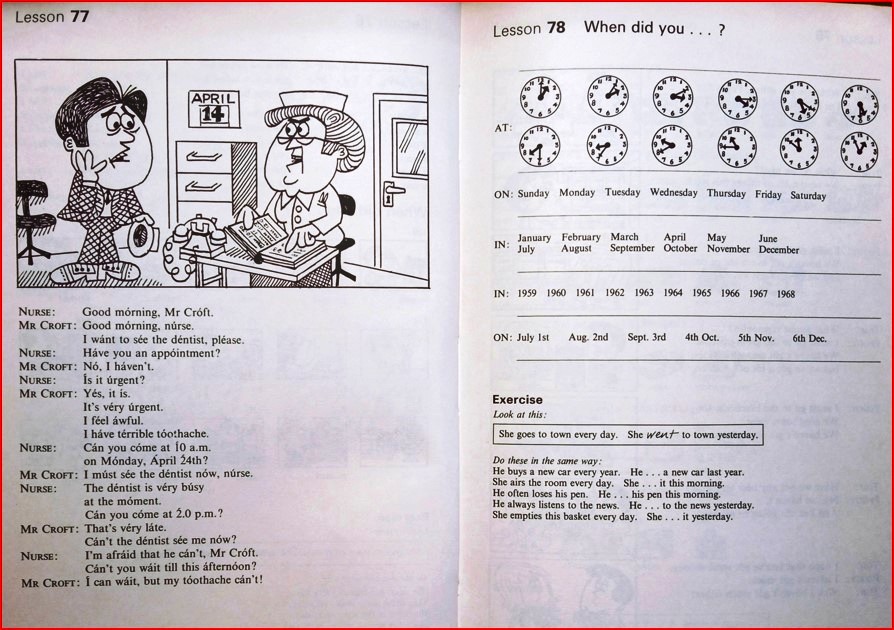 Lesson 77
APRIL
14
NURSE: Good mórning, Mr Cróft.
MR CROFT: Good mórning, núrse.
I wánt to sée the déntist, pléase.
NURSE: Háve you an appóintment?
MR CROFT: Nó, I háven't.
NURSE: Ís it úrgent?
MR CROFT: Yés, it ís.
It's véry úrgent.
I féel áwful.
I háve térrible tóothache.
NURSE: Cán you cóme at 10 a.m.
on Mónday, Ápril 24th?
MR CROFT: I múst sée the déntist nów, núrse.
NURSE: The déntist is véry búsy
at the móment.
Cán you cóme at 2.0 p.m.?
MR CROFT: That's véry láte.
Cán't the déntist sée me nów?
NURSE: I'm afráid that he cán't, Mr Cróft.
Cán't you wáit till this áfternóon?
MR CROFT: Í can wáit, but my tóothache cán't!
Lesson 78 When did you . . . ?
AT:
ON: Sunday Monday Tuesday Wednesday Thursday Friday Saturday
IN: January February March April May June
July August September October November December
IN: 1959 1960 1961 1962 1963 1964 1965 1966 1967 1968
ON: July 1st Aug. 2nd Sept. 3rd 4th Oct. 5th Nov. 6th Dec.
Exercise
Look at this:
She goes to town every day. She went to town yesterday.
Do these in the same way:
He buys a new car every year. He . . . a new car last year.
She airs the room every day. She . . . it this morning.
He often loses his pen. He . . . his pen this morning.
He always listens to the news. He . . . to the news yesterday.
She empties this basket every day. She . . . it yesterday.